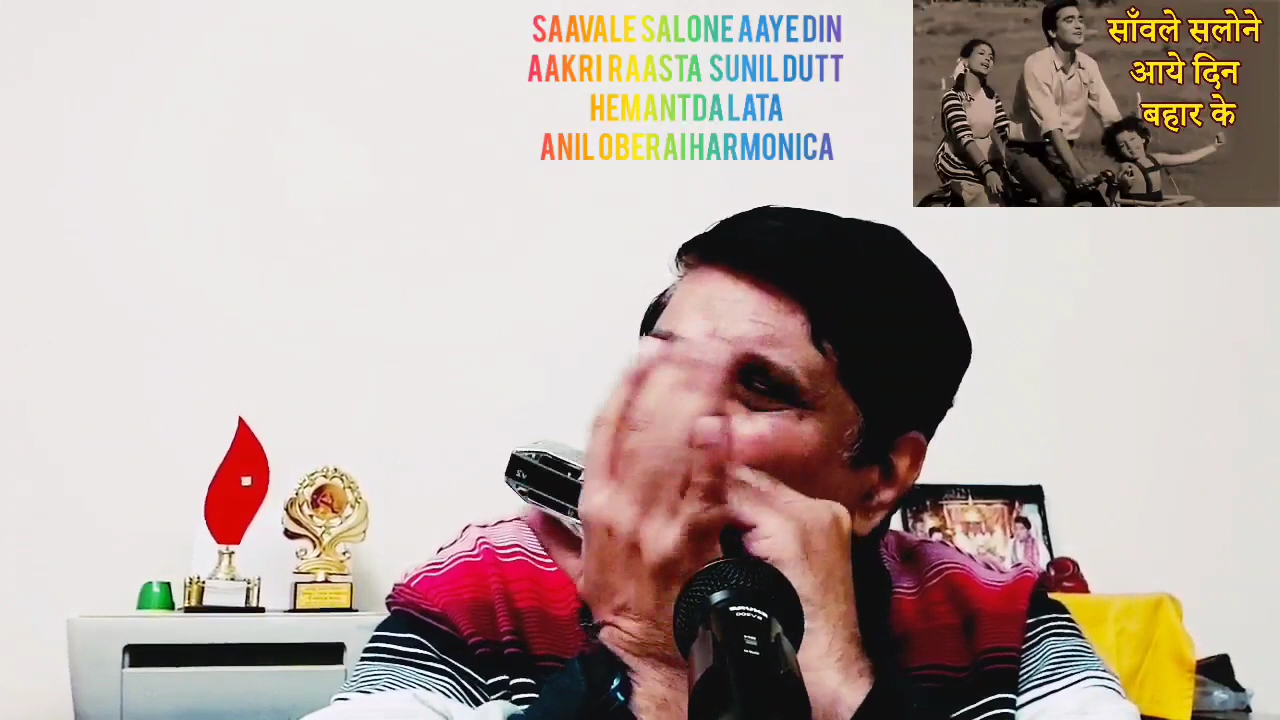 SAAVALE SALONE AAYE DIN
AAKRI RAASTA SUNIL DUTT
HEMANTDA LATA
ANIL OBERAI HARMONICA
साँवले सलोने
आये दिन
बहार के